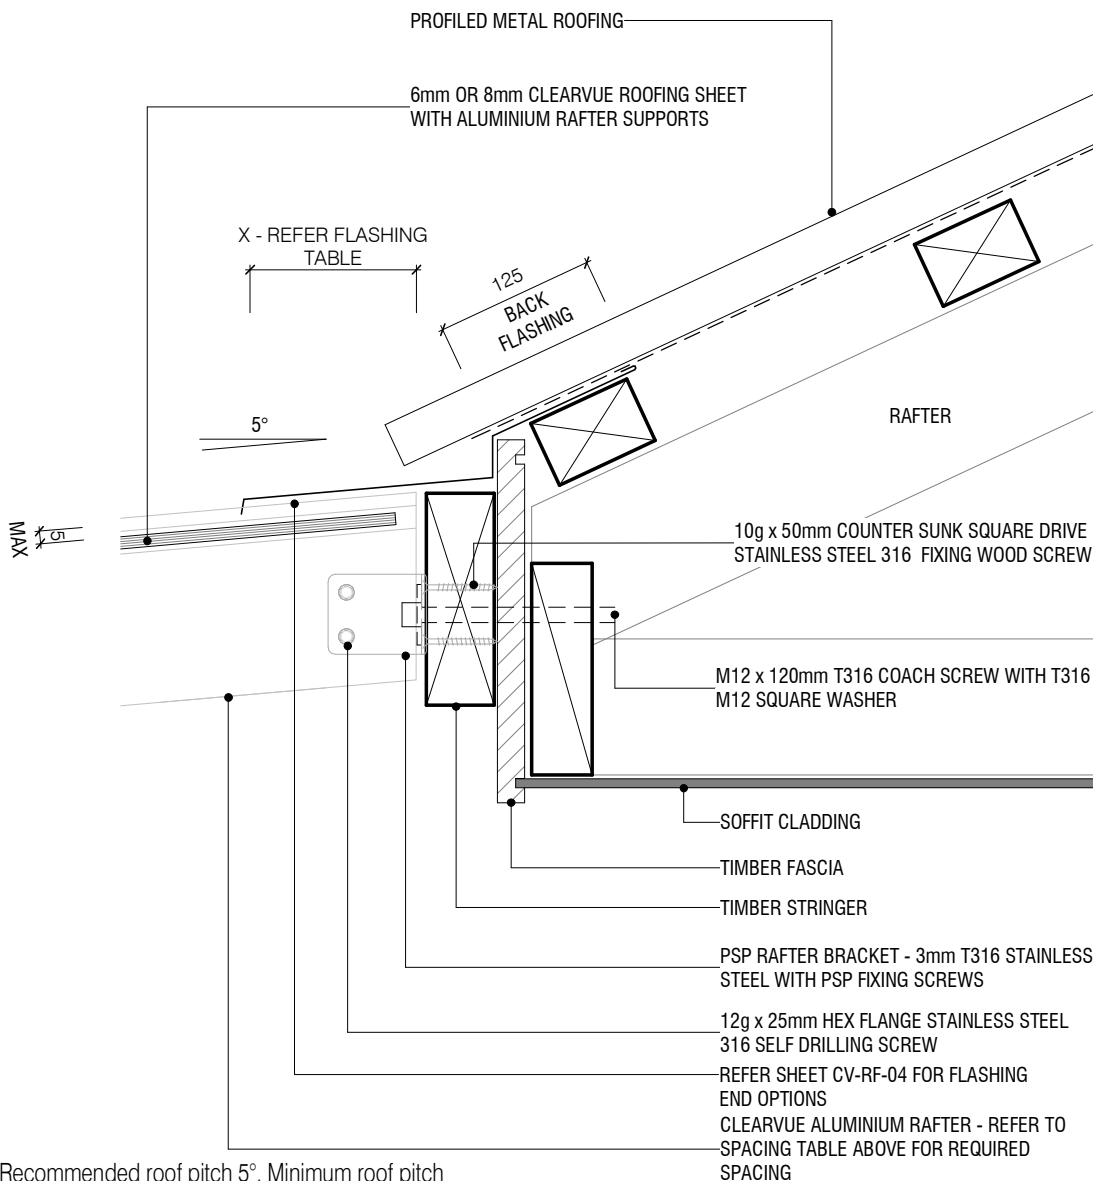 PROFILED METAL ROOFING
6mm OR 8mm CLEARVUE ROOFING SHEET
WITH ALUMINIUM RAFTER SUPPORTS
X - REFER FLASHING
TABLE
125
BACK
FLASHING
RAFTER
5°
5
MAX
10g x 50mm COUNTER SUNK SQUARE DRIVE
STAINLESS STEEL 316 FIXING WOOD SCREW
M12 x 120mm T316 COACH SCREW WITH T316
M12 SQUARE WASHER
SOFFIT CLADDING
TIMBER FASCIA
TIMBER STRINGER
PSP RAFTER BRACKET - 3mm T316 STAINLESS
STEEL WITH PSP FIXING SCREWS
12g x 25mm HEX FLANGE STAINLESS STEEL
316 SELF DRILLING SCREW
REFER SHEET CV-RF-04 FOR FLASHING
END OPTIONS
CLEARVUE ALUMINIUM RAFTER - REFER TO
SPACING TABLE ABOVE FOR REQUIRED
SPACING
Recommended roof pitch 5°. Minimum roof pitch